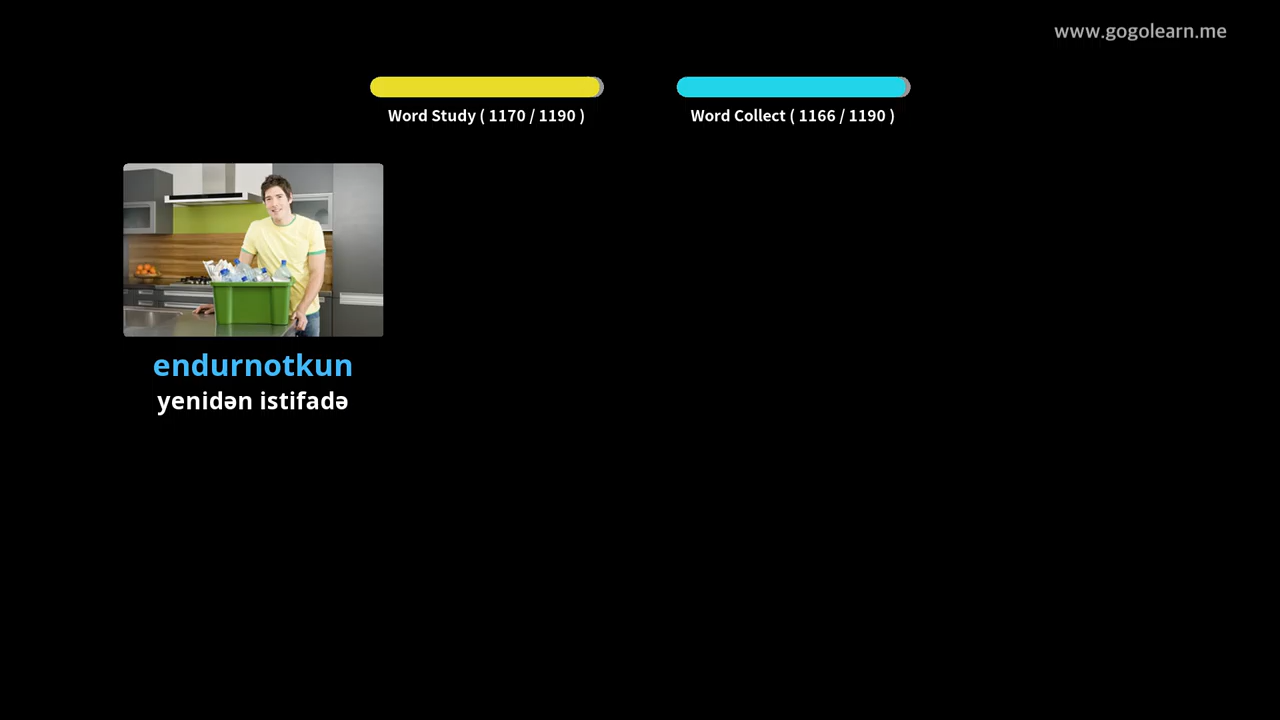 www.gogolearn.me
Word Study ( 1170 / 1190 )
Word Collect ( 1166 / 1190 )
endurnotkun
yenidən istifadə